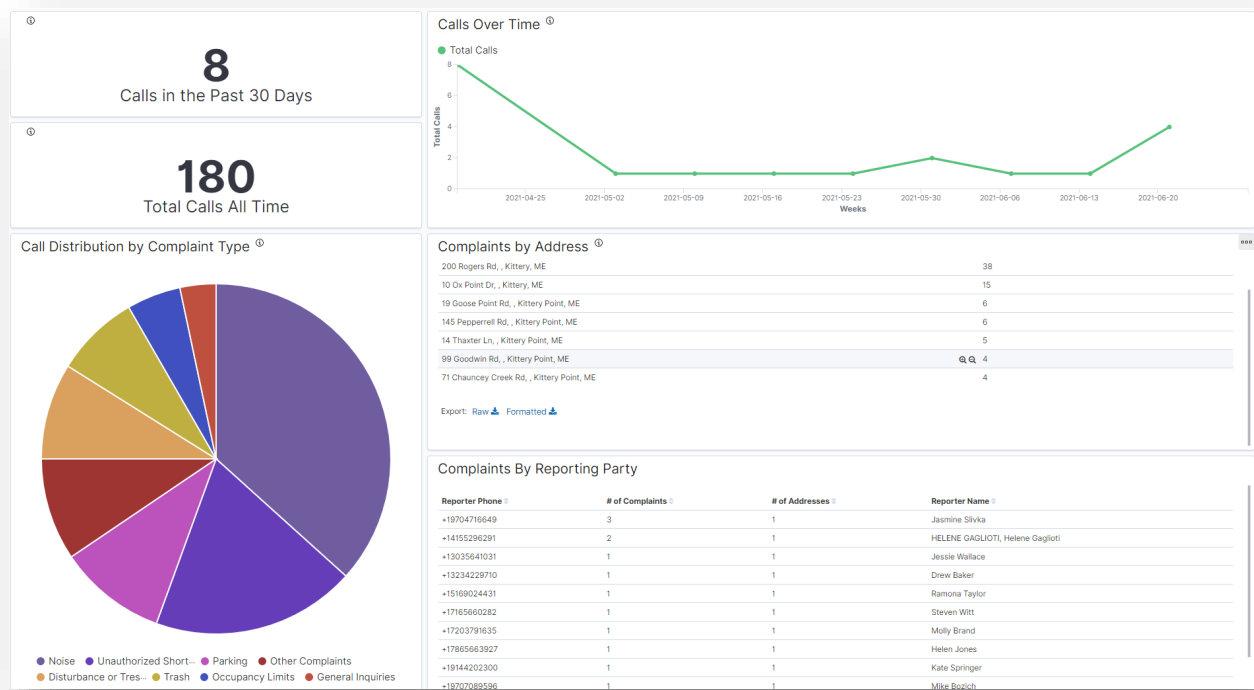 8
Calls in the Past 30 Days
180
Total Calls All Time
Calls Over Time
Total Calls
8
6
4
2
0
Total Calls
2021-04-25 2021-05-02 2021-05-09 2021-05-16 2021-05-23 2021-05-30 2021-06-06 2021-06-13 2021-06-20
Weeks
Call Distribution by Complaint Type
Noise Unauthorized Short... Parking Other Complaints
Disturbance or Tres... Trash Occupancy Limits General Inquiries
Complaints by Address
200 Rogers Rd, , Kittery, ME 38
10 Ox Point Dr, , Kittery, ME 15
19 Goose Point Rd, , Kittery Point, ME 6
145 Pepperrell Rd, , Kittery Point, ME 6
14 Thaxter Ln, , Kittery Point, ME 5
99 Goodwin Rd, , Kittery Point, ME 4
71 Chauncey Creek Rd, , Kittery Point, ME 4
Export: Raw Formatted
Complaints By Reporting Party
Reporter Phone # of Complaints # of Addresses Reporter Name
+19704716649 3 1 Jasmine Slivka
+14155296291 2 1 HELENE GAGLIOTI, Helene Gaglioti
+13035641031 1 1 Jessie Wallace
+13234229710 1 1 Drew Baker
+15169024431 1 1 Ramona Taylor
+17165660282 1 1 Steven Witt
+17203791635 1 1 Molly Brand
+17865663927 1 1 Helen Jones
+19144202300 1 1 Kate Springer
+19707089596 1 1 Mike Bozich